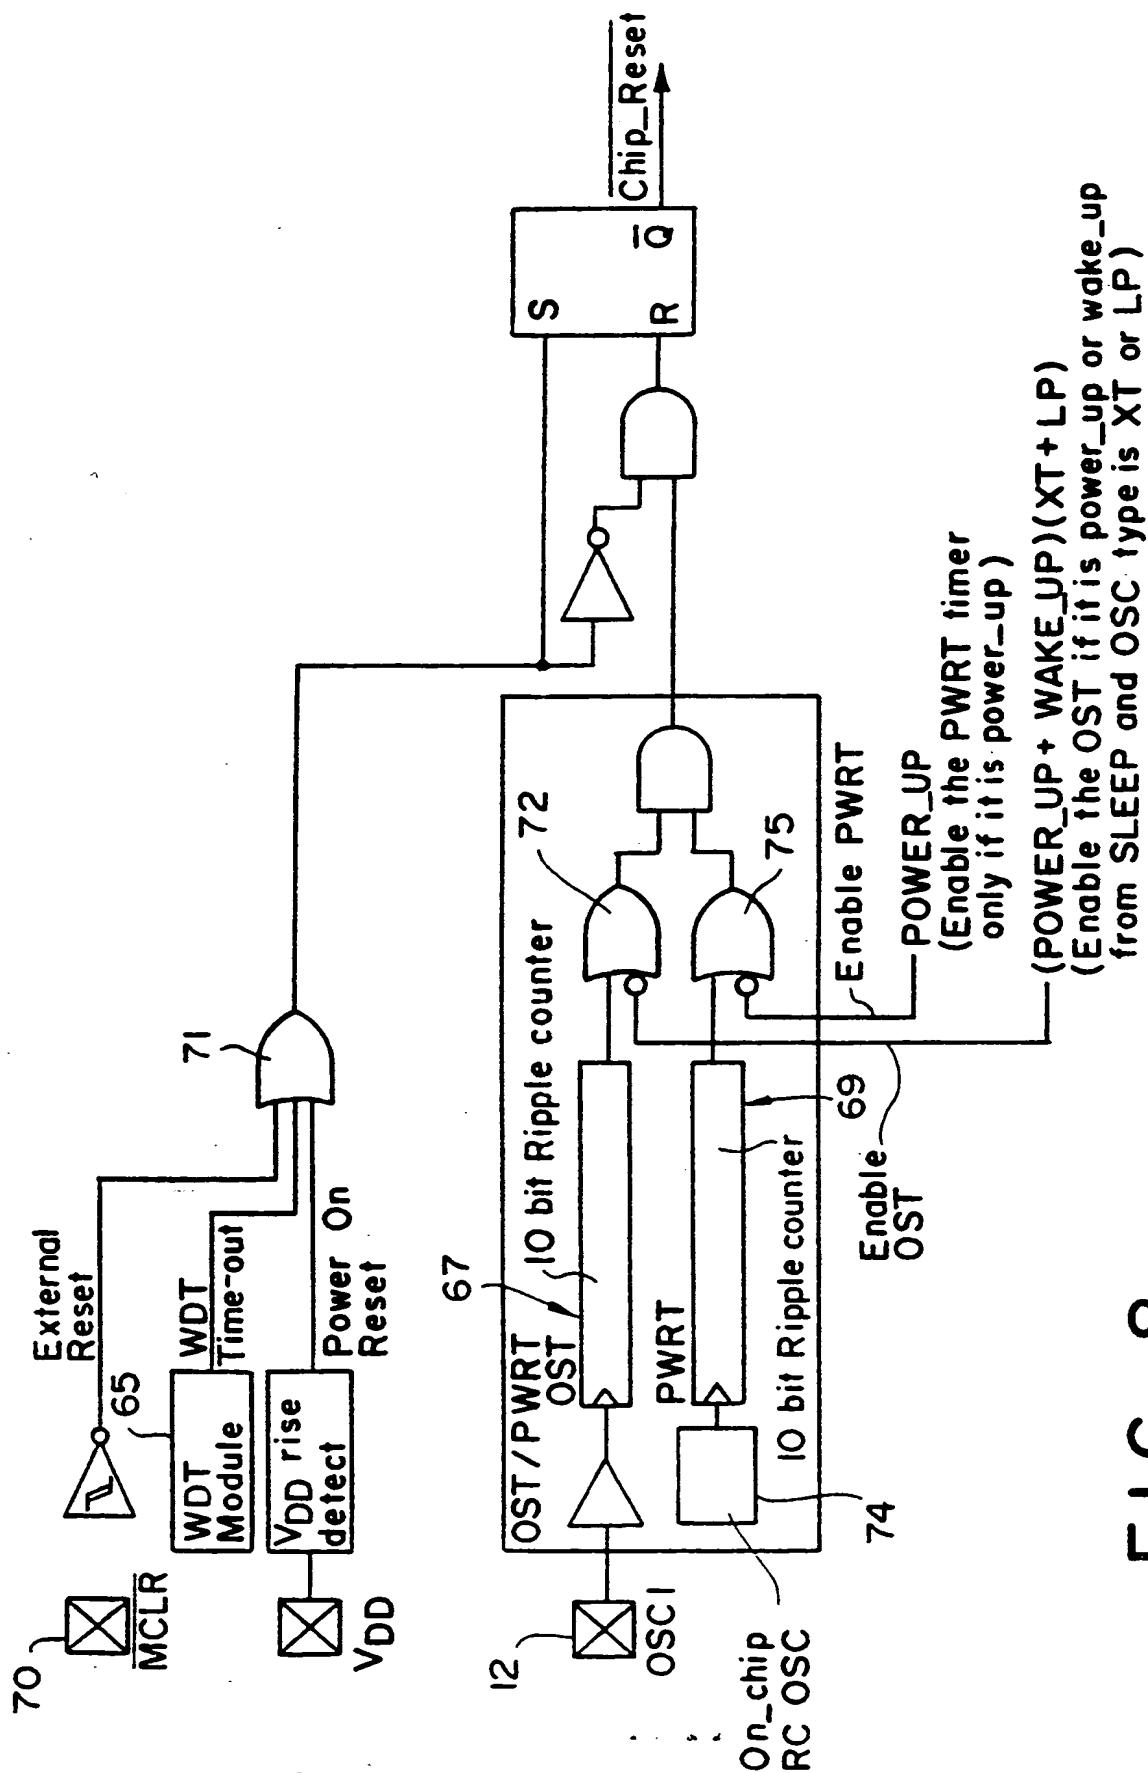 70
MCLR
External
Reset
65
WDT
Module
WDT
Time-out
VDD
VDD rise
detect
Power On
Reset
71
S
R
Q
Chip_Reset
12
OSC1
OST/PWRT
OST
67
10 bit Ripple counter
72
PWRT
10 bit Ripple counter
69
75
74
On_chip
RC OSC
Enable
OST
Enable PWRT
POWER_UP
(Enable the PWRT timer
only if it is power_up)
(POWER_UP+ WAKE_UP)(XT+LP)
(Enable the OST if it is power_up or wake_up
from SLEEP and OSC type is XT or LP)